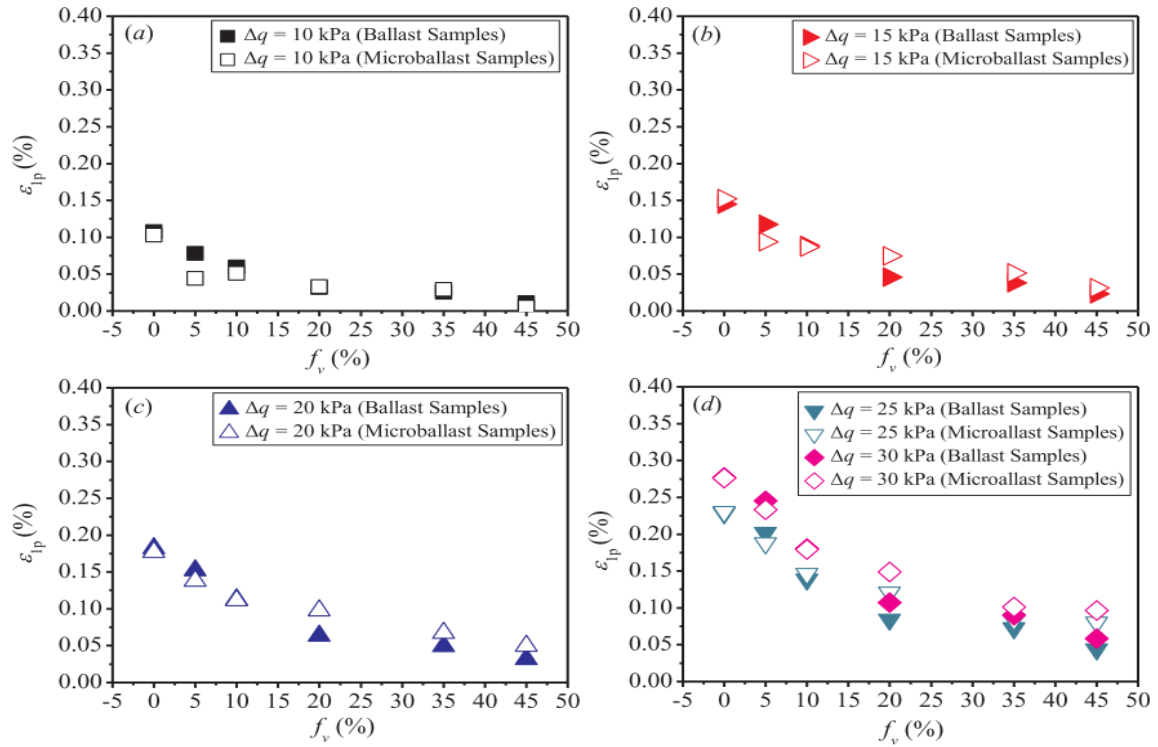 (a)
Δq = 10 kPa (Ballast Samples)
Δq = 10 kPa (Microballast Samples)
0.40
0.35
0.30
0.25
0.20
0.15
0.10
0.05
0.00
ε1p (%)
-5 0 5 10 15 20 25 30 35 40 45 50
fv (%)
(b)
Δq = 15 kPa (Ballast Samples)
Δq = 15 kPa (Microballast Samples)
0.40
0.35
0.30
0.25
0.20
0.15
0.10
0.05
0.00
ε1p (%)
-5 0 5 10 15 20 25 30 35 40 45 50
fv (%)
(c)
Δq = 20 kPa (Ballast Samples)
Δq = 20 kPa (Microballast Samples)
0.40
0.35
0.30
0.25
0.20
0.15
0.10
0.05
0.00
ε1p (%)
-5 0 5 10 15 20 25 30 35 40 45 50
fv (%)
(d)
Δq = 25 kPa (Ballast Samples)
Δq = 25 kPa (Microallast Samples)
Δq = 30 kPa (Ballast Samples)
Δq = 30 kPa (Microallast Samples)
0.40
0.35
0.30
0.25
0.20
0.15
0.10
0.05
0.00
ε1p (%)
-5 0 5 10 15 20 25 30 35 40 45 50
fv (%)